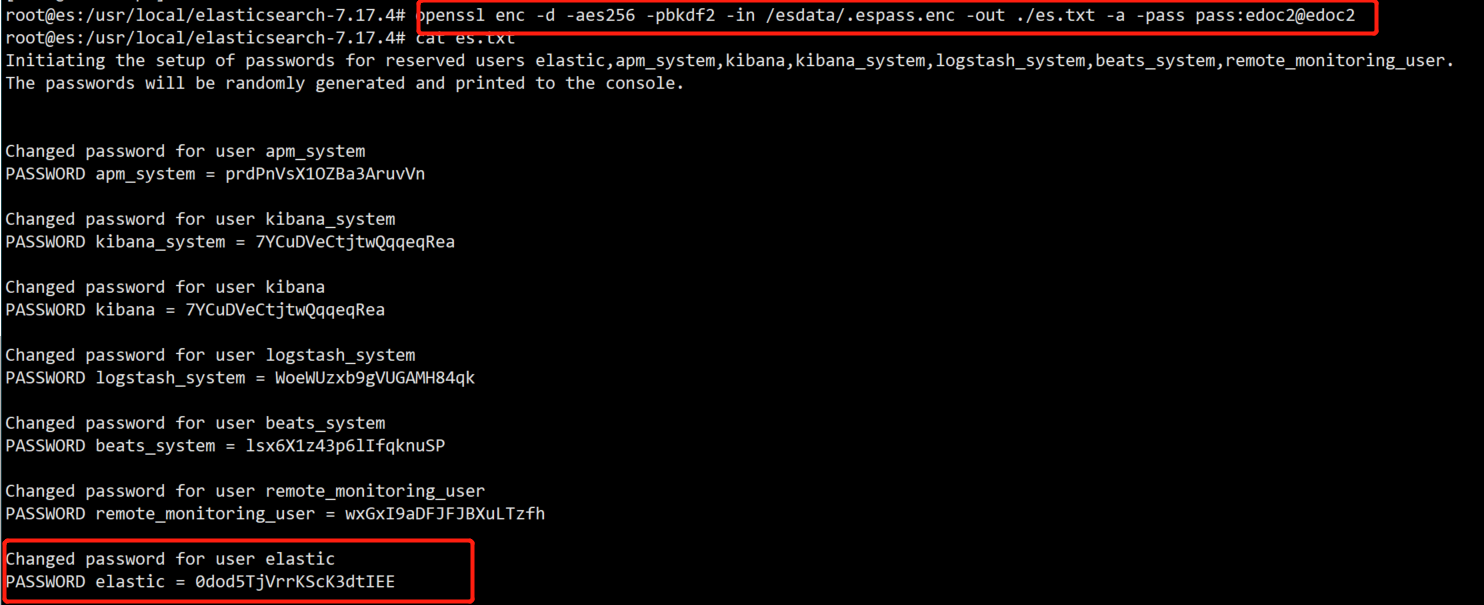 root@es:/usr/local/elasticsearch-7.17.4# openssl enc -d -aes256 -pbkdf2 -in /esdata/.espass.enc -out ./es.txt -a -pass pass:edoc2@edoc2
root@es:/usr/local/elasticsearch-7.17.4# cat es.txt
Initiating the setup of passwords for reserved users elastic,apm_system,kibana,kibana_system,logstash_system,beats_system,remote_monitoring_user.
The passwords will be randomly generated and printed to the console.
Changed password for user apm_system
PASSWORD apm_system = prdPnVsX1OZBa3AruvVn
Changed password for user kibana_system
PASSWORD kibana_system = 7YCuDVeCtjtwQqqeqRea
Changed password for user kibana
PASSWORD kibana = 7YCuDVeCtjtwQqqeqRea
Changed password for user logstash_system
PASSWORD logstash_system = WoeWUzxb9gVUGAMH84qk
Changed password for user beats_system
PASSWORD beats_system = lsx6X1z43p6lIfqknuSP
Changed password for user remote_monitoring_user
PASSWORD remote_monitoring_user = wxGxI9aDFJFJBXuLTzfh
Changed password for user elastic
PASSWORD elastic = 0dod5TjVrrKScK3dtIEE